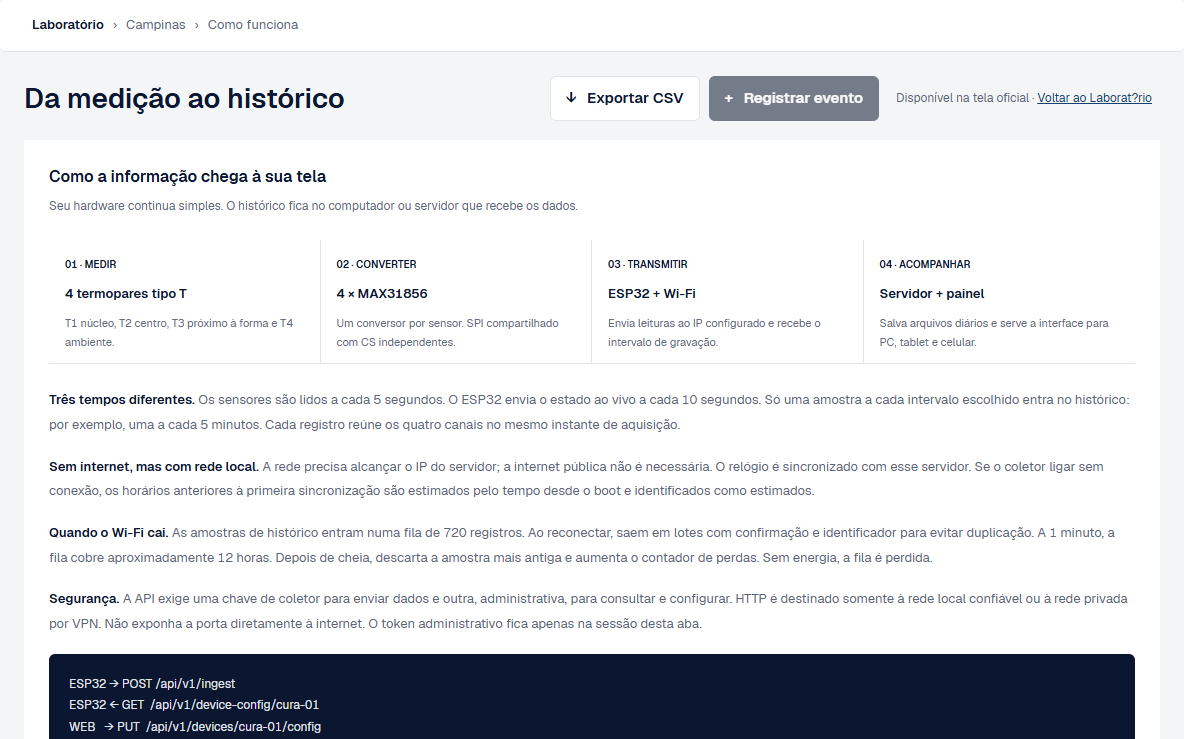 Laboratório › Campinas › Como funciona
Da medição ao histórico
↓ Exportar CSV
+ Registrar evento
Disponível na tela oficial · Voltar ao Laborat?rio
Como a informação chega à sua tela
Seu hardware continua simples. O histórico fica no computador ou servidor que recebe os dados.
01 · MEDIR
4 termopares tipo T
T1 núcleo, T2 centro, T3 próximo à forma e T4
ambiente.
02 · CONVERTER
4 × MAX31856
Um conversor por sensor. SPI compartilhado
com CS independentes.
03 · TRANSMITIR
ESP32 + Wi-Fi
Envia leituras ao IP configurado e recebe o
intervalo de gravação.
04 · ACOMPANHAR
Servidor + painel
Salva arquivos diários e serve a interface para
PC, tablet e celular.
Três tempos diferentes. Os sensores são lidos a cada 5 segundos. O ESP32 envia o estado ao vivo a cada 10 segundos. Só uma amostra a cada intervalo escolhido entra no histórico:
por exemplo, uma a cada 5 minutos. Cada registro reúne os quatro canais no mesmo instante de aquisição.
Sem internet, mas com rede local. A rede precisa alcançar o IP do servidor; a internet pública não é necessária. O relógio é sincronizado com esse servidor. Se o coletor ligar sem
conexão, os horários anteriores à primeira sincronização são estimados pelo tempo desde o boot e identificados como estimados.
Quando o Wi-Fi cai. As amostras de histórico entram numa fila de 720 registros. Ao reconectar, saem em lotes com confirmação e identificador para evitar duplicação. A 1 minuto, a
fila cobre aproximadamente 12 horas. Depois de cheia, descarta a amostra mais antiga e aumenta o contador de perdas. Sem energia, a fila é perdida.
Segurança. A API exige uma chave de coletor para enviar dados e outra, administrativa, para consultar e configurar. HTTP é destinado somente à rede local confiável ou à rede privada
por VPN. Não exponha a porta diretamente à internet. O token administrativo fica apenas na sessão desta aba.
ESP32 → POST /api/v1/ingest
ESP32 ← GET /api/v1/device-config/cura-01
WEB → PUT /api/v1/devices/cura-01/config